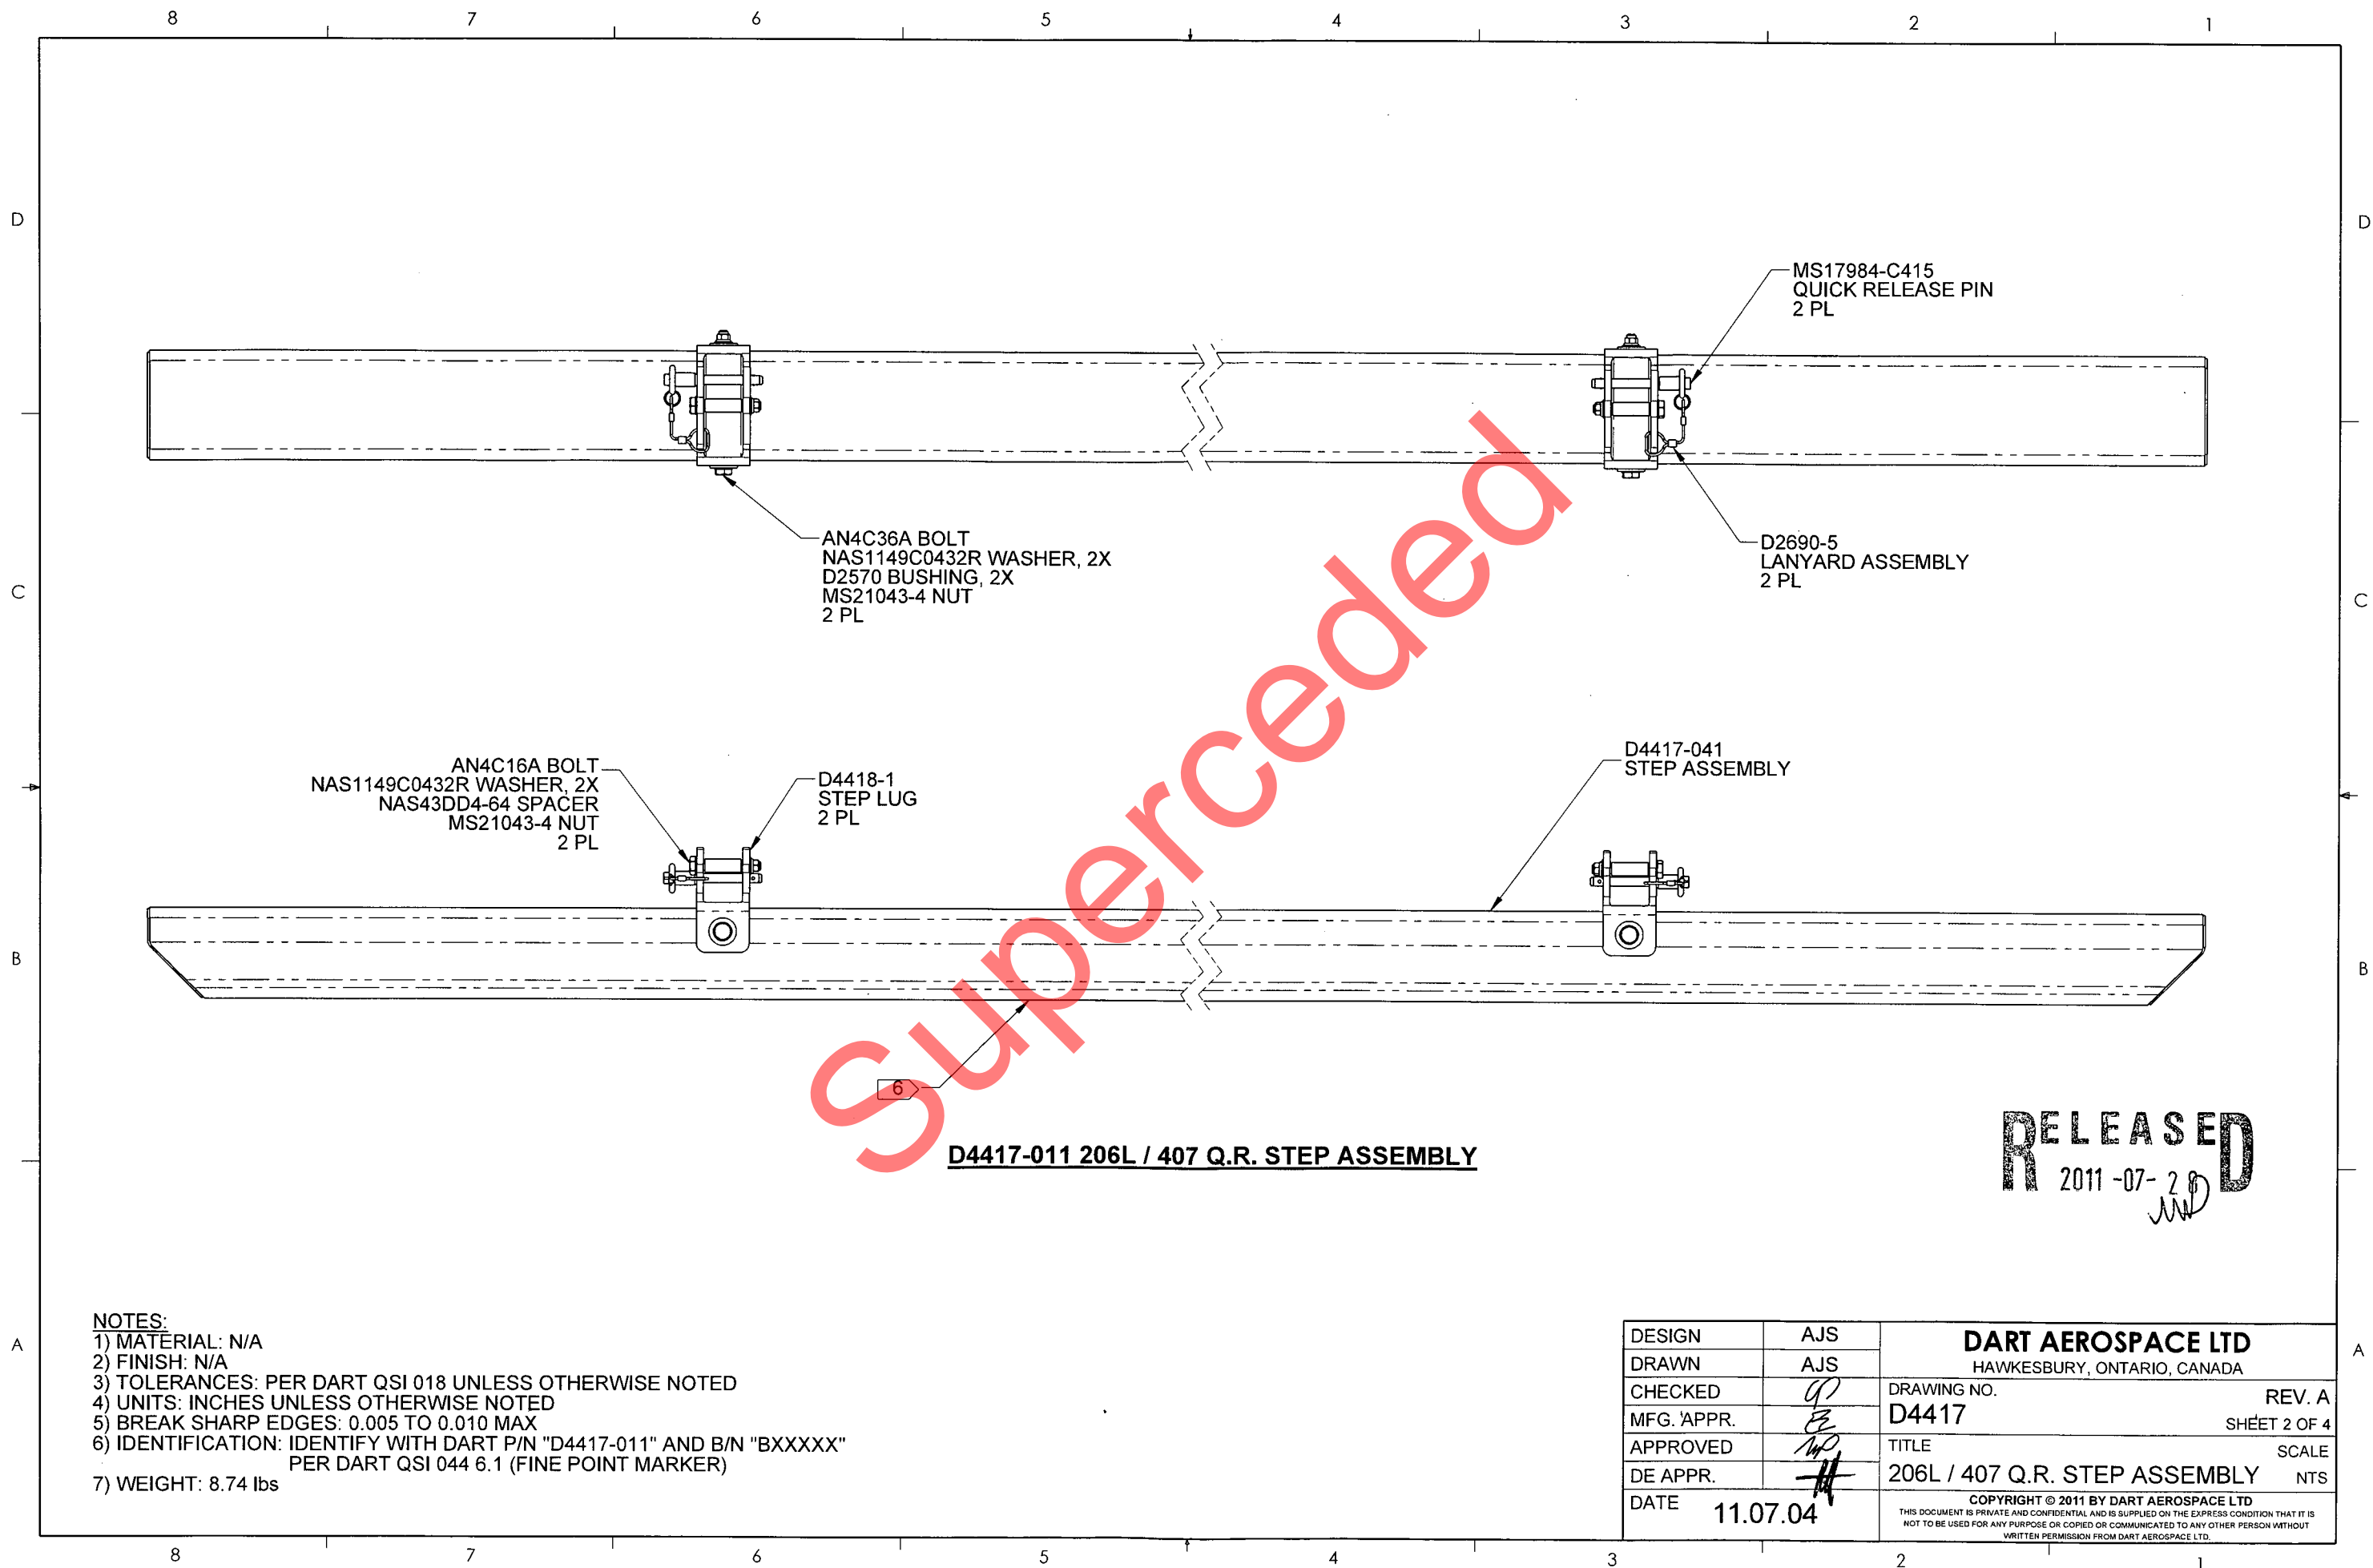 8 7 6 5 4 3 2 1
D
D
C
C
B
B
A
A
MS17984-C415
QUICK RELEASE PIN
2 PL
AN4C36A BOLT
NAS1149C0432R WASHER, 2X
D2570 BUSHING, 2X
MS21043-4 NUT
2 PL
D2690-5
LANYARD ASSEMBLY
2 PL
AN4C16A BOLT
NAS1149C0432R WASHER, 2X
NAS43DD4-64 SPACER
MS21043-4 NUT
2 PL
D4418-1
STEP LUG
2 PL
D4417-041
STEP ASSEMBLY
Superceded
6
D4417-011 206L / 407 Q.R. STEP ASSEMBLY
RELEASED
2011-07-28
NOTES:
1) MATERIAL: N/A
2) FINISH: N/A
3) TOLERANCES: PER DART QSI 018 UNLESS OTHERWISE NOTED
4) UNITS: INCHES UNLESS OTHERWISE NOTED
5) BREAK SHARP EDGES: 0.005 TO 0.010 MAX
6) IDENTIFICATION: IDENTIFY WITH DART P/N "D4417-011" AND B/N "BXXXXX"
PER DART QSI 044 6.1 (FINE POINT MARKER)
7) WEIGHT: 8.74 lbs
DESIGN AJS
DRAWN AJS
CHECKED
MFG. APPR.
APPROVED
DE APPR.
DATE 11.07.04
DART AEROSPACE LTD
HAWKESBURY, ONTARIO, CANADA
DRAWING NO. REV. A
D4417 SHEET 2 OF 4
TITLE SCALE
206L / 407 Q.R. STEP ASSEMBLY NTS
COPYRIGHT © 2011 BY DART AEROSPACE LTD
THIS DOCUMENT IS PRIVATE AND CONFIDENTIAL AND IS SUPPLIED ON THE EXPRESS CONDITION THAT IT IS
NOT TO BE USED FOR ANY PURPOSE OR COPIED OR COMMUNICATED TO ANY OTHER PERSON WITHOUT
WRITTEN PERMISSION FROM DART AEROSPACE LTD.
8 7 6 5 4 3 2 1